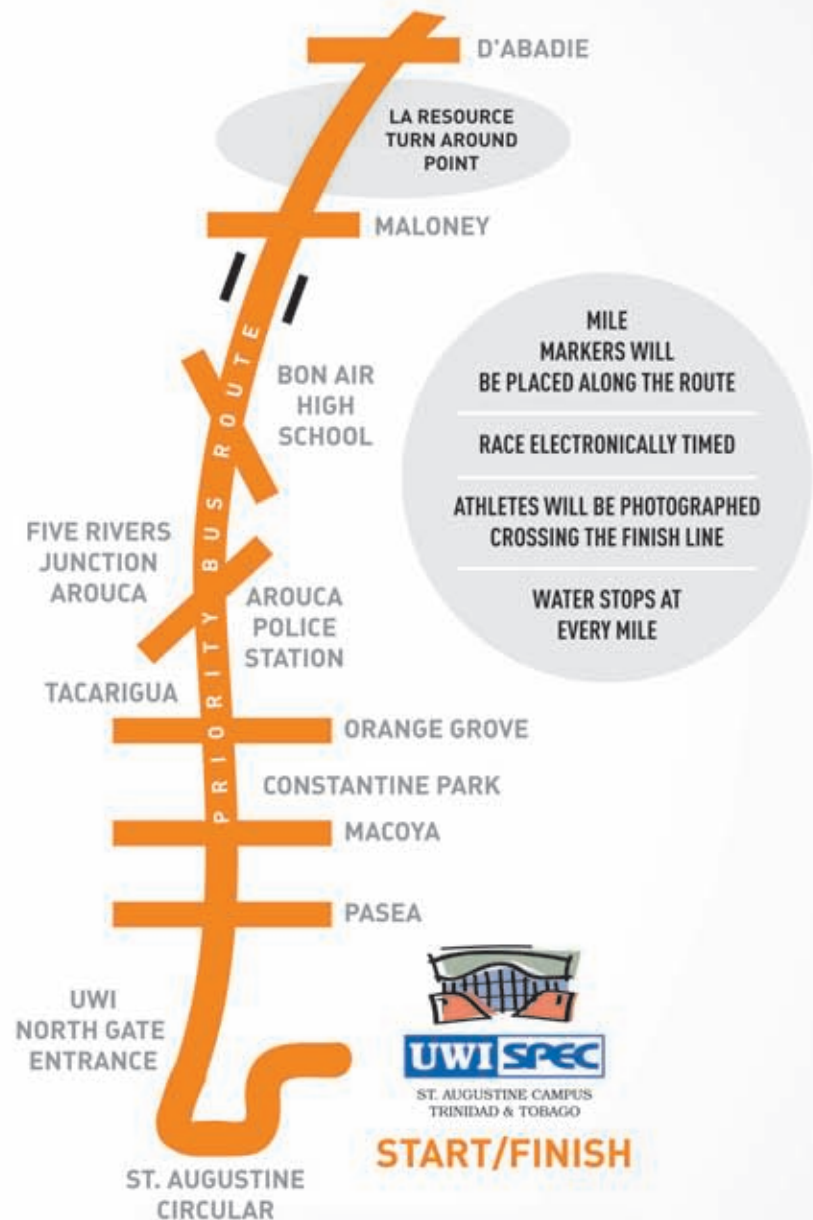 D'ABADIE
LA RESOURCE
TURN AROUND
POINT
MALONEY
MILE
MARKERS WILL
BE PLACED ALONG THE ROUTE
RACE ELECTRONICALLY TIMED
ATHLETES WILL BE PHOTOGRAPHED
CROSSING THE FINISH LINE
WATER STOPS AT
EVERY MILE
BON AIR
HIGH
SCHOOL
PRIORITY BUS ROUTE
FIVE RIVERS
JUNCTION
AROUCA
AROUCA
POLICE
STATION
TACARIGUA
ORANGE GROVE
CONSTANTINE PARK
MACOYA
PASEA
UWI
NORTH GATE
ENTRANCE
UWI SPEC
ST. AUGUSTINE CAMPUS
TRINIDAD & TOBAGO
START/FINISH
ST. AUGUSTINE
CIRCULAR